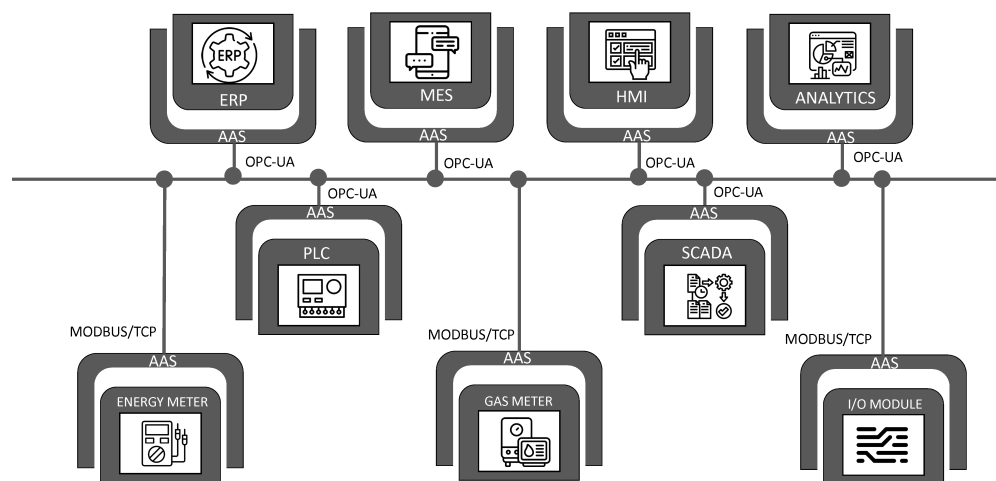 ERP
ERP
AAS
OPC-UA
MES
AAS
OPC-UA
HMI
AAS
OPC-UA
ANALYTICS
AAS
OPC-UA
OPC-UA
AAS
PLC
OPC-UA
AAS
SCADA
MODBUS/TCP
AAS
ENERGY METER
MODBUS/TCP
AAS
GAS METER
MODBUS/TCP
AAS
I/O MODULE